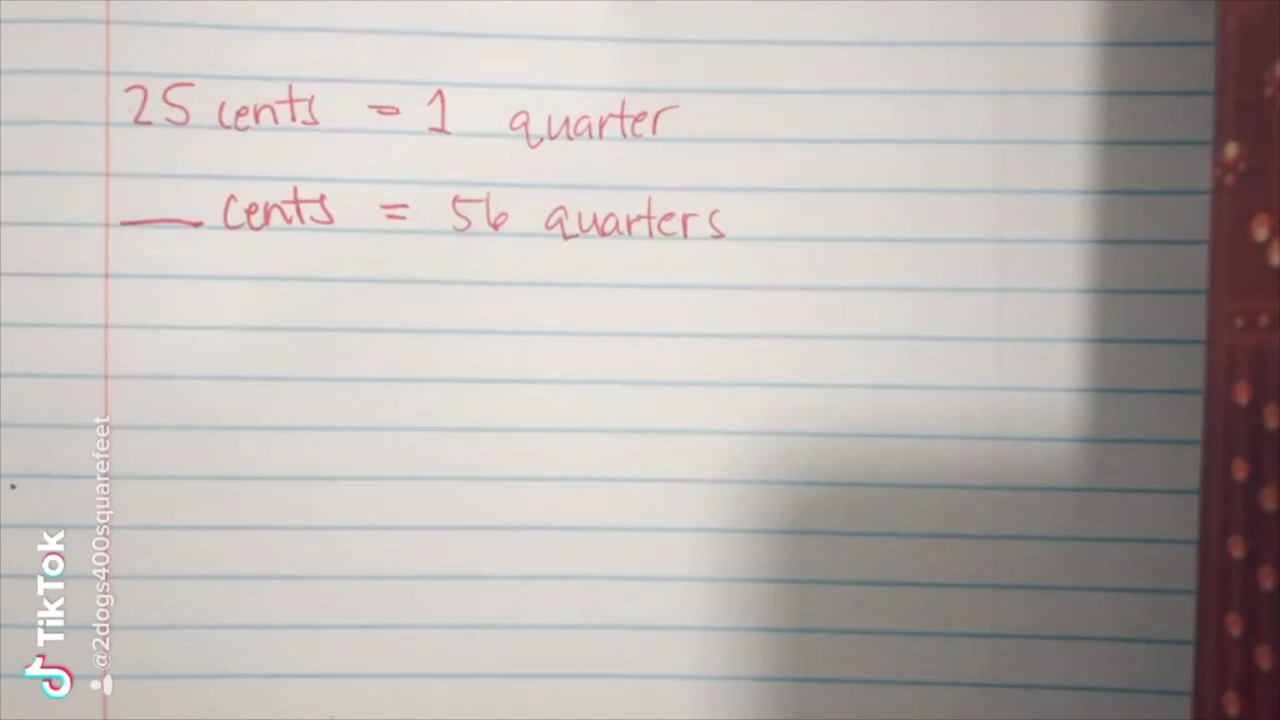 25 cents = 1 quarter
___ cents = 56 quarters
TikTok
@2dogs400squarefeet